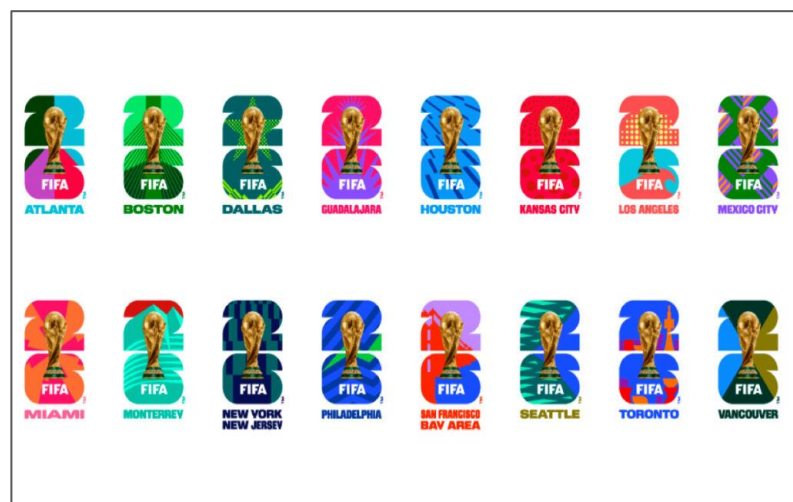 FIFA
ATLANTA
FIFA
BOSTON
FIFA
DALLAS
FIFA
GUADALAJARA
FIFA
HOUSTON
FIFA
KANSAS CITY
FIFA
LOS ANGELES
FIFA
MEXICO CITY
FIFA
MIAMI
FIFA
MONTERREY
FIFA
NEW YORK
NEW JERSEY
FIFA
PHILADELPHIA
FIFA
SAN FRANCISCO
BAY AREA
FIFA
SEATTLE
FIFA
TORONTO
FIFA
VANCOUVER